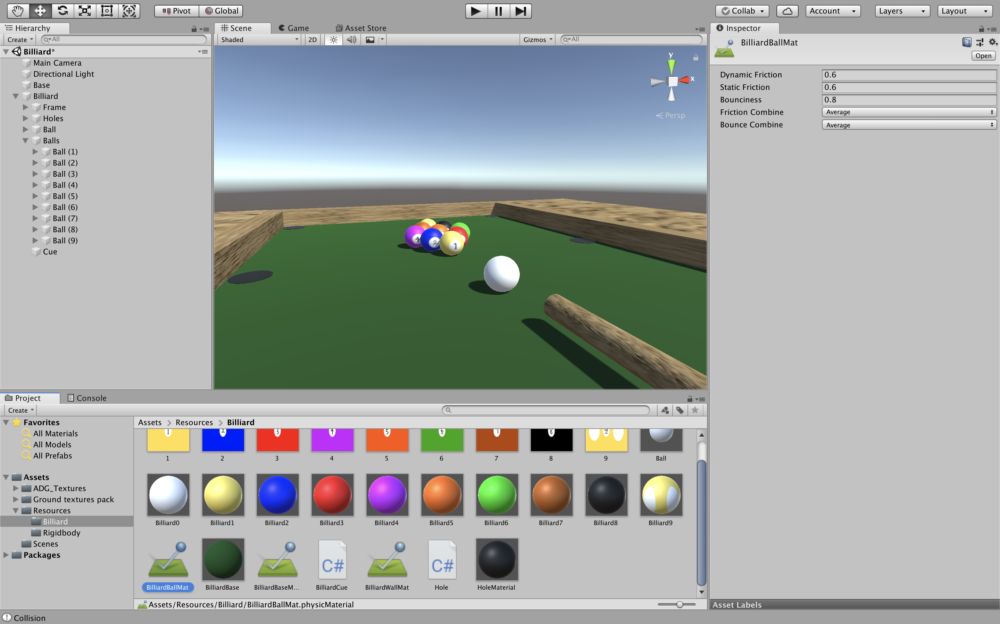 Pivot Global Collab Account Layers Layout
Hierarchy
Create All
Billiard*
Main Camera
Directional Light
Base
Billiard
Frame
Holes
Ball
Balls
Ball (1)
Ball (2)
Ball (3)
Ball (4)
Ball (5)
Ball (6)
Ball (7)
Ball (8)
Ball (9)
Cue
Scene Game Asset Store
Shaded 2D Gizmos All
y
x
Persp
4 2 1
Inspector
BilliardBallMat
Open
Dynamic Friction 0.6
Static Friction 0.6
Bounciness 0.8
Friction Combine Average
Bounce Combine Average
Project Console
Create
Favorites
All Materials
All Models
All Prefabs
Assets
ADG_Textures
Ground textures pack
Resources
Billiard
Rigidbody
Scenes
Packages
Assets > Resources > Billiard
1 2 3 4 5 6 7 8 9
1 2 3 4 5 6 7 8 9 Ball
Billiard0 Billiard1 Billiard2 Billiard3 Billiard4 Billiard5 Billiard6 Billiard7 Billiard8 Billiard9
C# C#
BilliardBallMat BilliardBase BilliardBaseM... BilliardCue BilliardWallMat Hole HoleMaterial
Assets/Resources/Billiard/BilliardBallMat.physicMaterial
Asset Labels
Collision